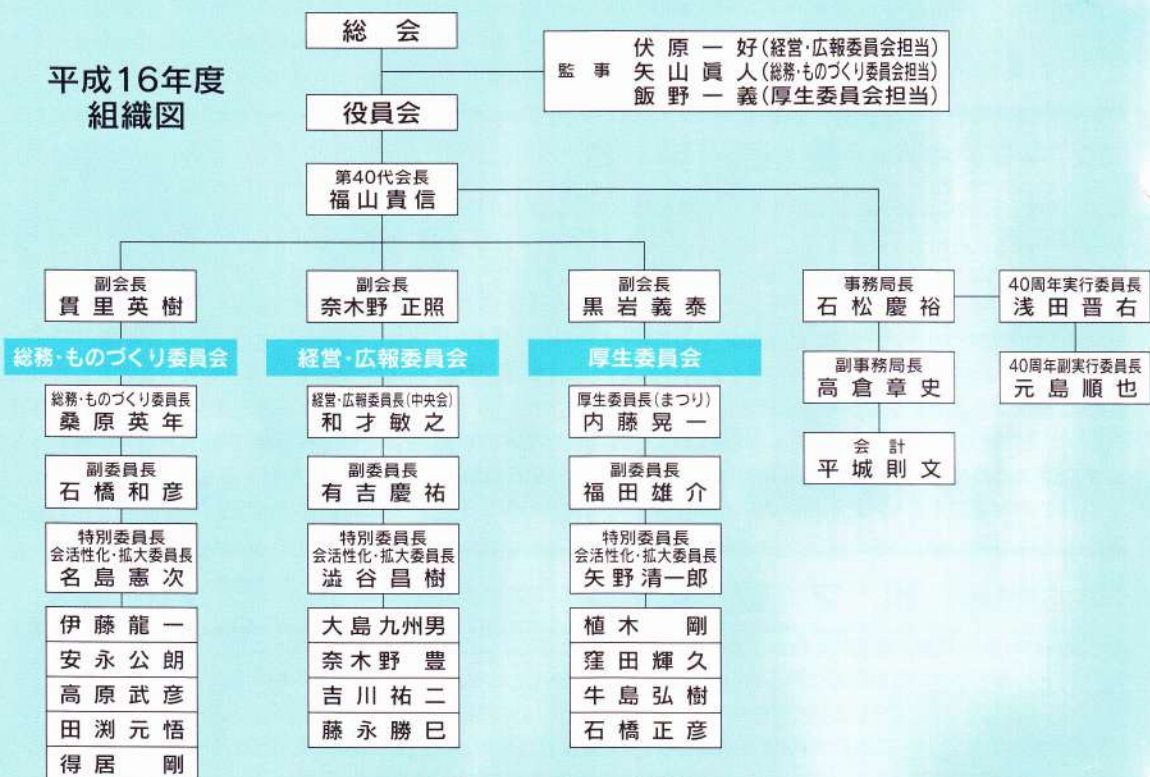 平成16年度
組織図
総会
監事
伏原一好(経営・広報委員会担当)
矢山眞人(総務・ものづくり委員会担当)
飯野一義(厚生委員会担当)
役員会
第40代会長
福山貴信
副会長
貫里英樹
総務・ものづくり委員会
総務・ものづくり委員長
桑原英年
副委員長
石橋和彦
特別委員長
会活性化・拡大委員長
名島憲次
伊藤龍一
安永公朗
高原武彦
田渕元悟
得居剛
副会長
奈木野正照
経営・広報委員会
経営・広報委員長(中央会)
和才敏之
副委員長
有吉慶祐
特別委員長
会活性化・拡大委員長
澁谷昌樹
大島九州男
奈木野豊
吉川祐二
藤永勝巳
副会長
黒岩義泰
厚生委員会
厚生委員長(まつり)
内藤晃一
副委員長
福田雄介
特別委員長
会活性化・拡大委員長
矢野清一郎
植木剛
窪田輝久
牛島弘樹
石橋正彦
事務局長
石松慶裕
副事務局長
高倉章史
会計
平城則文
40周年実行委員長
浅田晋右
40周年副実行委員長
元島順也